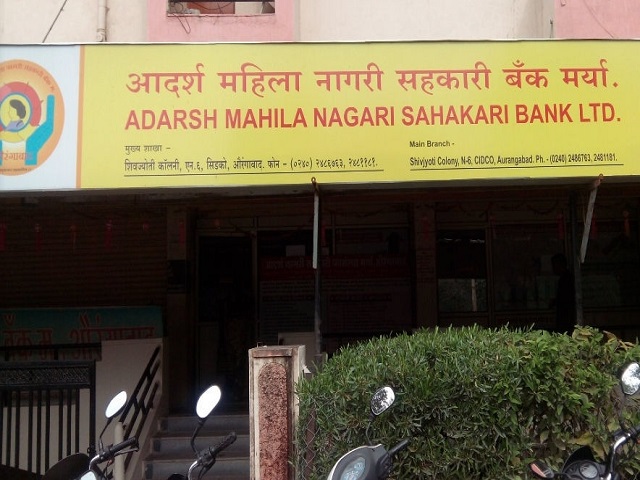 आदर्श महिला नागरी सहकारी बँक मर्या.
ADARSH MAHILA NAGARI SAHAKARI BANK LTD.
मुख्य शाखा -
शिवज्योती कॉलनी, एन.६, सिडको, औरंगाबाद. फोन - (०२४०) २४८६७६३, २४८११८१.
Main Branch -
Shivjyoti Colony, N-6, CIDCO, Aurangabad. Ph. - (0240) 2486763, 2481181.